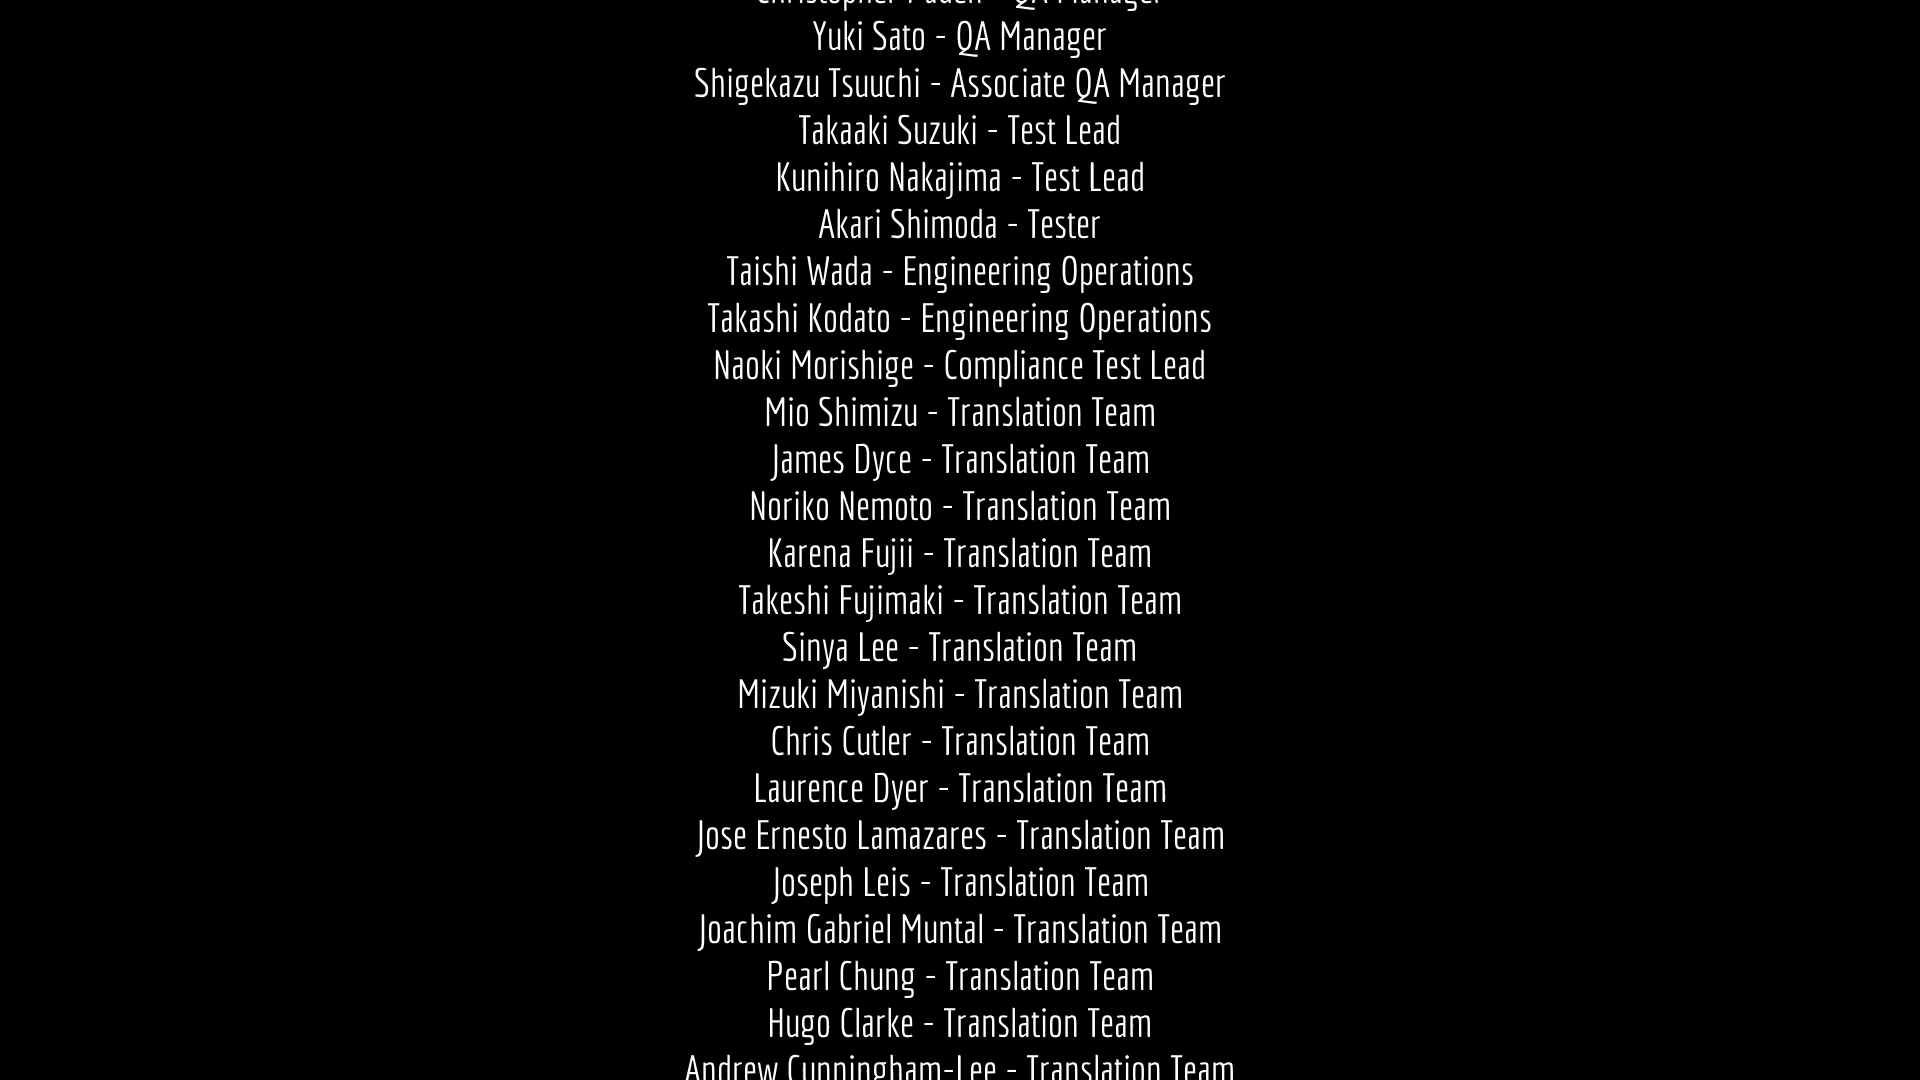 Yuki Sato - QA Manager
Shigekazu Tsuuchi - Associate QA Manager
Takaaki Suzuki - Test Lead
Kunihiro Nakajima - Test Lead
Akari Shimoda - Tester
Taishi Wada - Engineering Operations
Takashi Kodato - Engineering Operations
Naoki Morishige - Compliance Test Lead
Mio Shimizu - Translation Team
James Dyce - Translation Team
Noriko Nemoto - Translation Team
Karena Fujii - Translation Team
Takeshi Fujimaki - Translation Team
Sinya Lee - Translation Team
Mizuki Miyanishi - Translation Team
Chris Cutler - Translation Team
Laurence Dyer - Translation Team
Jose Ernesto Lamazares - Translation Team
Joseph Leis - Translation Team
Joachim Gabriel Muntal - Translation Team
Pearl Chung - Translation Team
Hugo Clarke - Translation Team
Andrew Cunningham-Lee - Translation Team